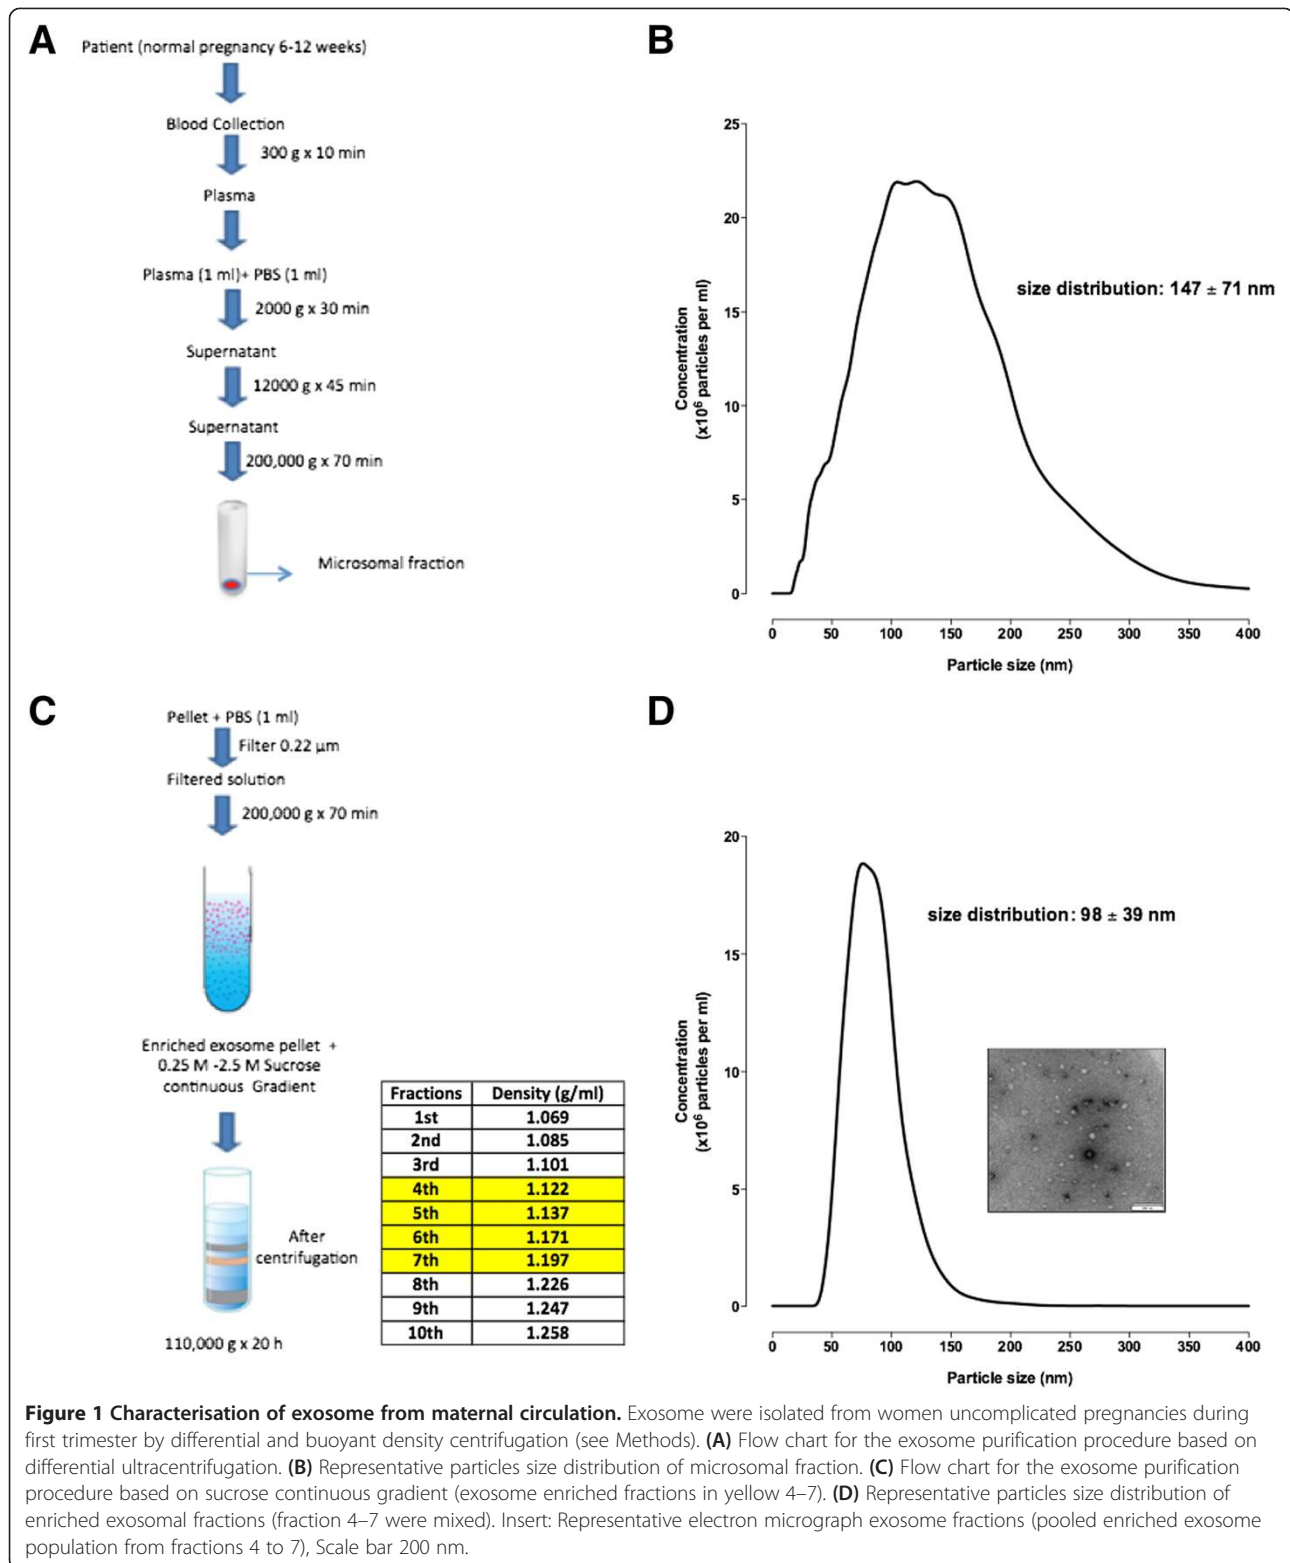 A
Patient (normal pregnancy 6-12 weeks)
Blood Collection
300 g x 10 min
Plasma
Plasma (1 ml)+ PBS (1 ml)
2000 g x 30 min
Supernatant
12000 g x 45 min
Supernatant
200,000 g x 70 min
Microsomal fraction
B
25
20
15
10
5
0
Concentration
(x10⁶ particles per ml)
size distribution: 147 ± 71 nm
0 50 100 150 200 250 300 350 400
Particle size (nm)
C
Pellet + PBS (1 ml)
Filter 0.22 µm
Filtered solution
200,000 g x 70 min
Enriched exosome pellet +
0.25 M -2.5 M Sucrose
continuous Gradient
After
centrifugation
110,000 g x 20 h
Fractions Density (g/ml)
1st 1.069
2nd 1.085
3rd 1.101
4th 1.122
5th 1.137
6th 1.171
7th 1.197
8th 1.226
9th 1.247
10th 1.258
D
20
15
10
5
0
Concentration
(x10⁶ particles per ml)
size distribution: 98 ± 39 nm
0 50 100 150 200 250 300 350 400
Particle size (nm)
Figure 1 Characterisation of exosome from maternal circulation. Exosome were isolated from women uncomplicated pregnancies during
first trimester by differential and buoyant density centrifugation (see Methods). (A) Flow chart for the exosome purification procedure based on
differential ultracentrifugation. (B) Representative particles size distribution of microsomal fraction. (C) Flow chart for the exosome purification
procedure based on sucrose continuous gradient (exosome enriched fractions in yellow 4–7). (D) Representative particles size distribution of
enriched exosomal fractions (fraction 4–7 were mixed). Insert: Representative electron micrograph exosome fractions (pooled enriched exosome
population from fractions 4 to 7), Scale bar 200 nm.